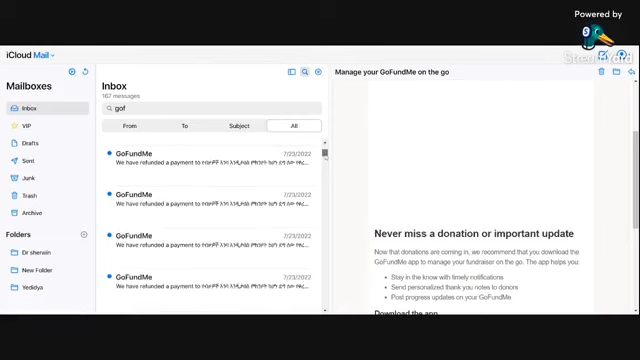 Powered by
StreamYard
iCloud Mail
Mailboxes
Inbox
VIP
Drafts
Sent
Junk
Trash
Archive
Folders
Dr sherwin
New Folder
Yedidya
Inbox
167 messages
gof
From To Subject All
GoFundMe 7/23/2022
We have refunded a payment to
GoFundMe 7/23/2022
We have refunded a payment to
GoFundMe 7/23/2022
We have refunded a payment to
GoFundMe 7/23/2022
We have refunded a payment to
Manage your GoFundMe on the go
Never miss a donation or important update
Now that donations are coming in, we recommend that you download the
GoFundMe app to manage your fundraiser on the go. The app helps you:
• Stay in the know with timely notifications
• Send personalized thank you notes to donors
• Post progress updates on your GoFundMe
Download the app